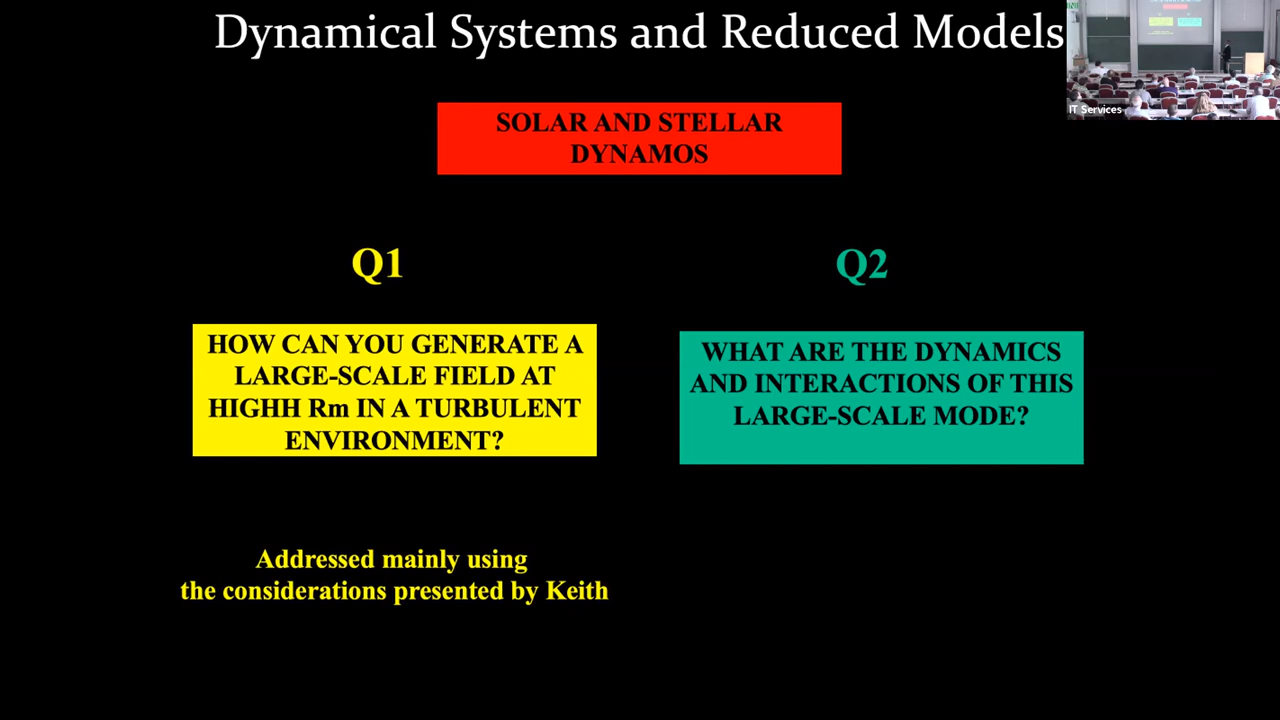 Dynamical Systems and Reduced Models
IT Services
SOLAR AND STELLAR
DYNAMOS
Q1
Q2
HOW CAN YOU GENERATE A
LARGE-SCALE FIELD AT
HIGHH Rm IN A TURBULENT
ENVIRONMENT?
WHAT ARE THE DYNAMICS
AND INTERACTIONS OF THIS
LARGE-SCALE MODE?
Addressed mainly using
the considerations presented by Keith